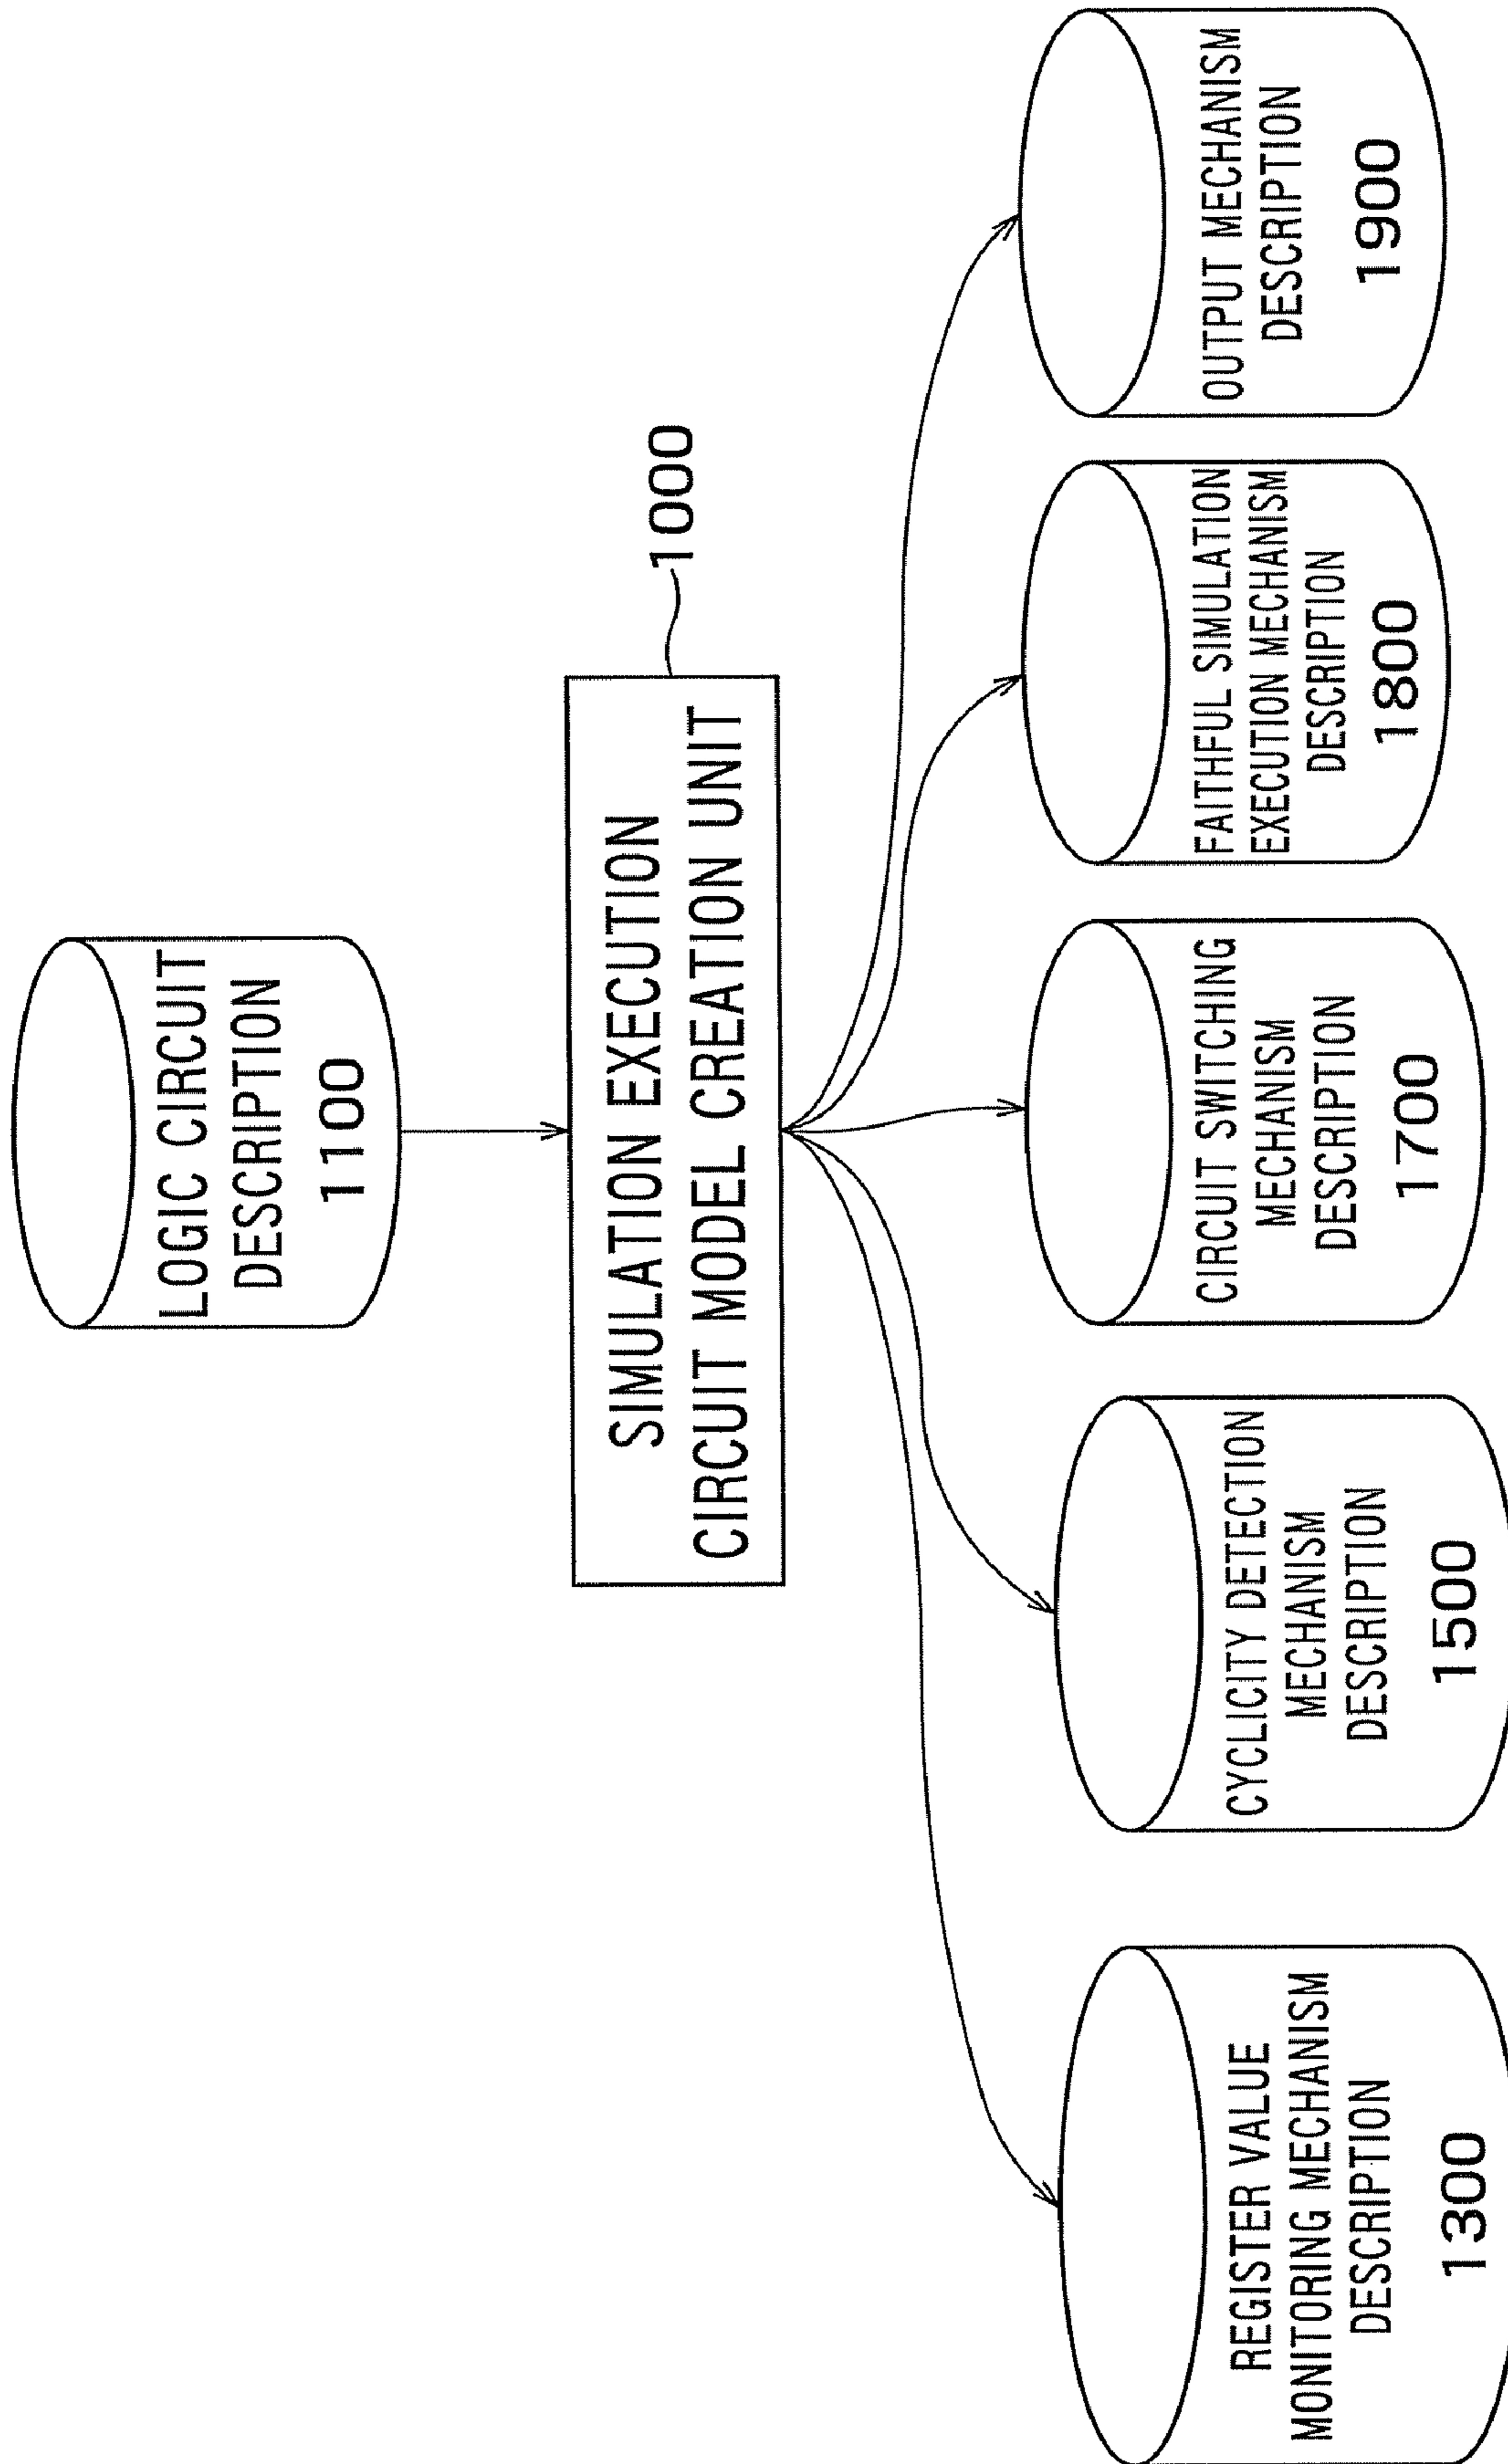 LOGIC CIRCUIT
DESCRIPTION
1100
SIMULATION EXECUTION
CIRCUIT MODEL CREATION UNIT
1000
REGISTER VALUE
MONITORING MECHANISM
DESCRIPTION
1300
CYCLICITY DETECTION
MECHANISM
DESCRIPTION
1500
CIRCUIT SWITCHING
MECHANISM
DESCRIPTION
1700
FAITHFUL SIMULATION
EXECUTION MECHANISM
DESCRIPTION
1800
OUTPUT MECHANISM
DESCRIPTION
1900